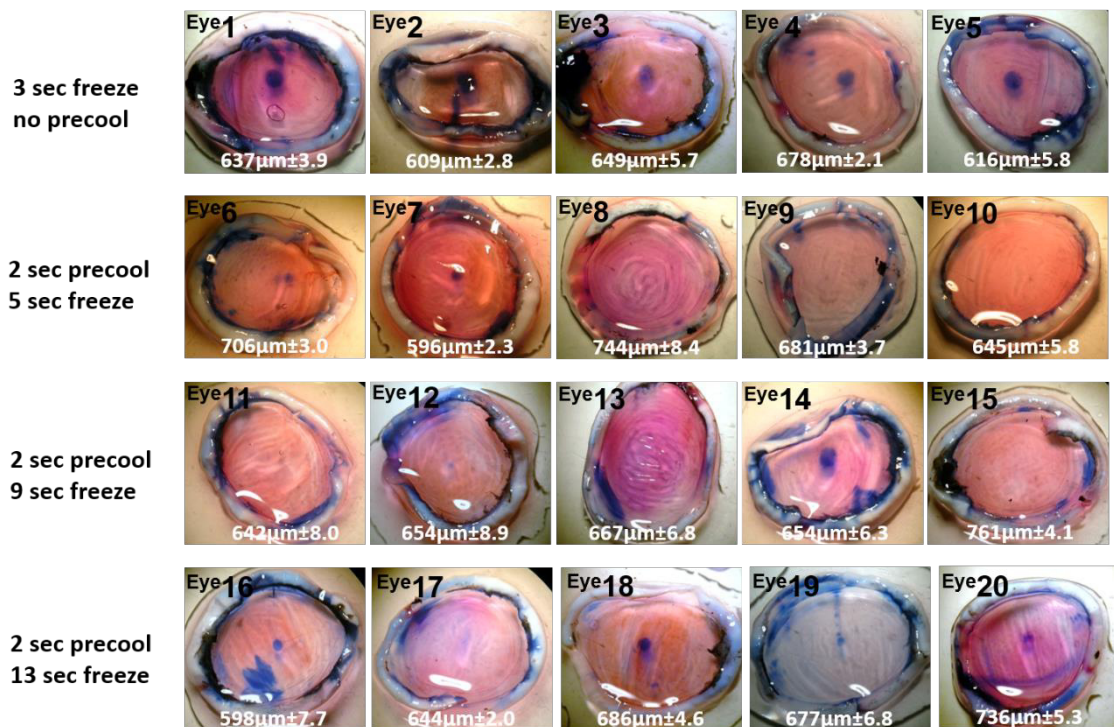 Eye1
Eye2
Eye3
Eye4
Eye5
3 sec freeze
no precool
637µm±3.9
609µm±2.8
649µm±5.7
678µm±2.1
616µm±5.8
Eye6
Eye7
Eye8
Eye9
Eye10
2 sec precool
5 sec freeze
706µm±3.0
596µm±2.3
744µm±8.4
681µm±3.7
645µm±5.8
Eye11
Eye12
Eye13
Eye14
Eye15
2 sec precool
9 sec freeze
642µm±8.0
654µm±8.9
667µm±6.8
654µm±6.3
761µm±4.1
Eye16
Eye17
Eye18
Eye19
Eye20
2 sec precool
13 sec freeze
598µm±7.7
644µm±2.0
686µm±4.6
677µm±6.8
736µm±5.3